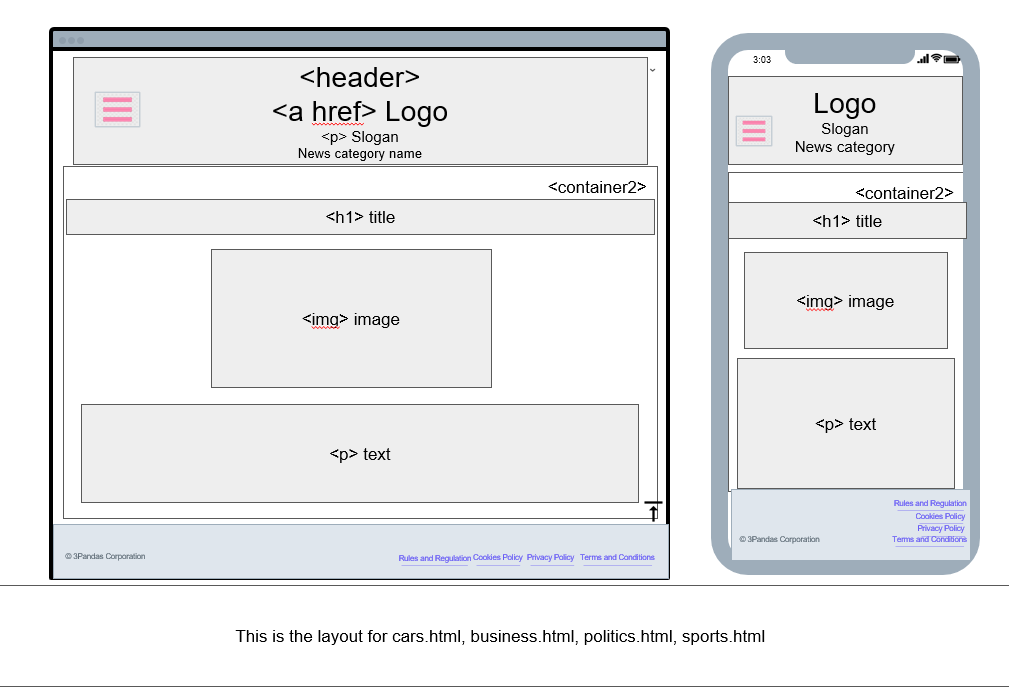 <header>
<a href> Logo
<p> Slogan
News category name
<container2>
<h1> title
<img> image
<p> text
© 3Pandas Corporation
Rules and Regulation Cookies Policy Privacy Policy Terms and Conditions
3:03
Logo
Slogan
News category
<container2>
<h1> title
<img> image
<p> text
Rules and Regulation
Cookies Policy
Privacy Policy
© 3Pandas Corporation Terms and Conditions
This is the layout for cars.html, business.html, politics.html, sports.html